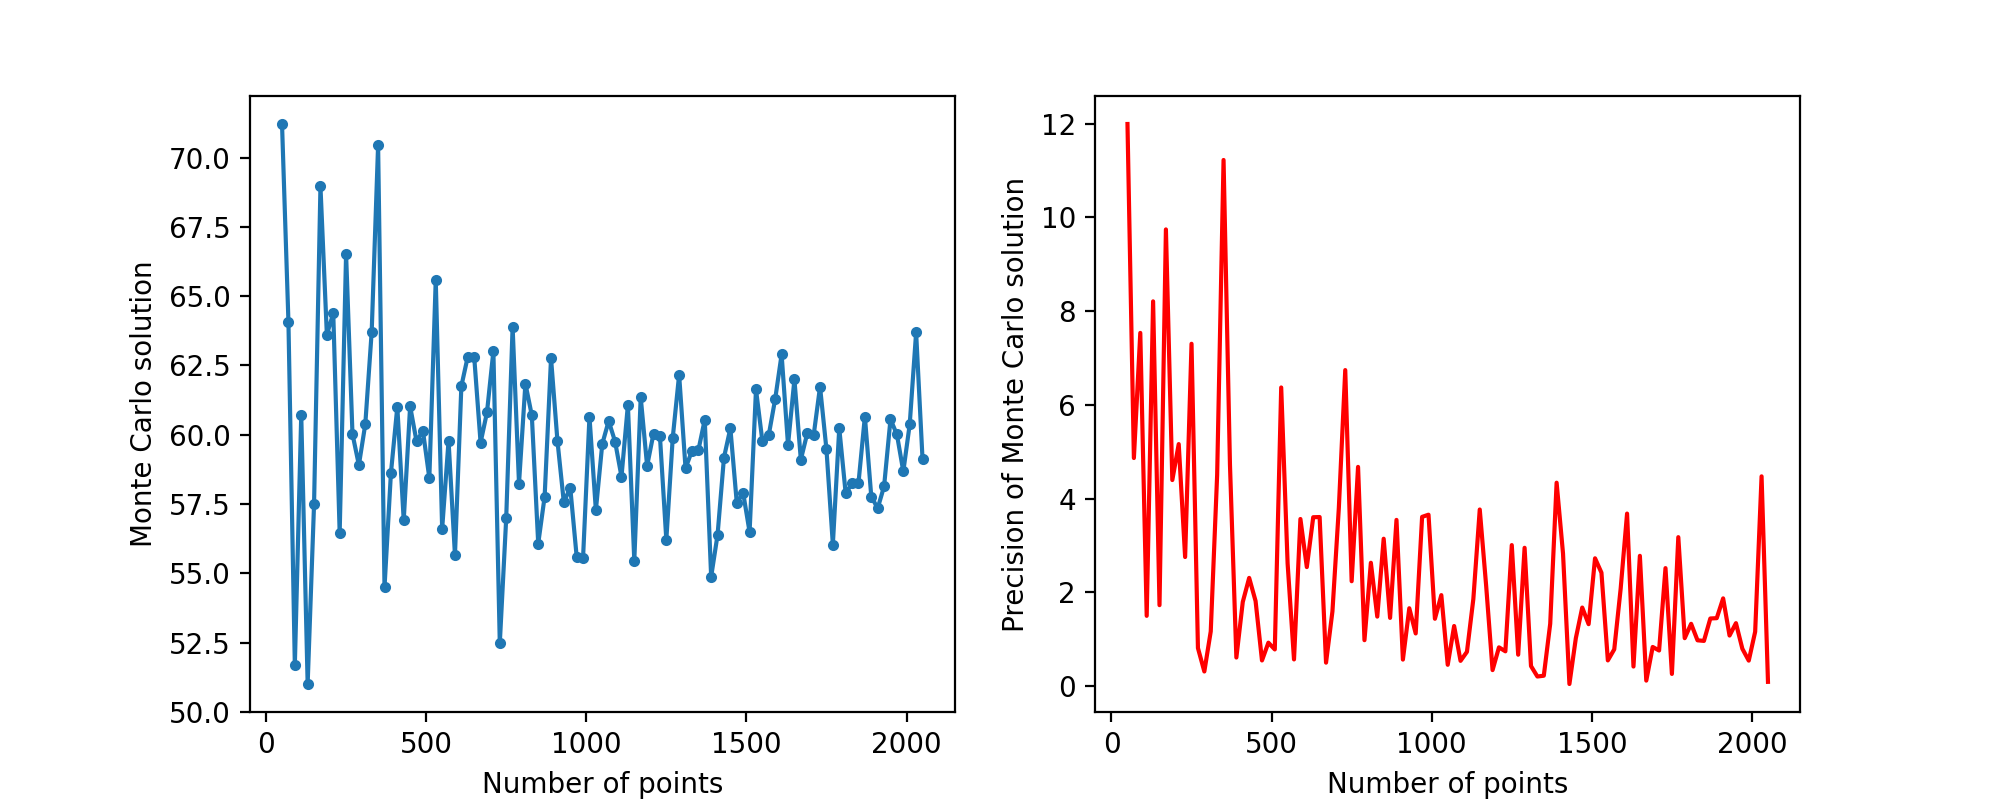 Monte Carlo solution
70.0
67.5
65.0
62.5
60.0
57.5
55.0
52.5
50.0
0 500 1000 1500 2000
Number of points
Precision of Monte Carlo solution
12
10
8
6
4
2
0
0 500 1000 1500 2000
Number of points